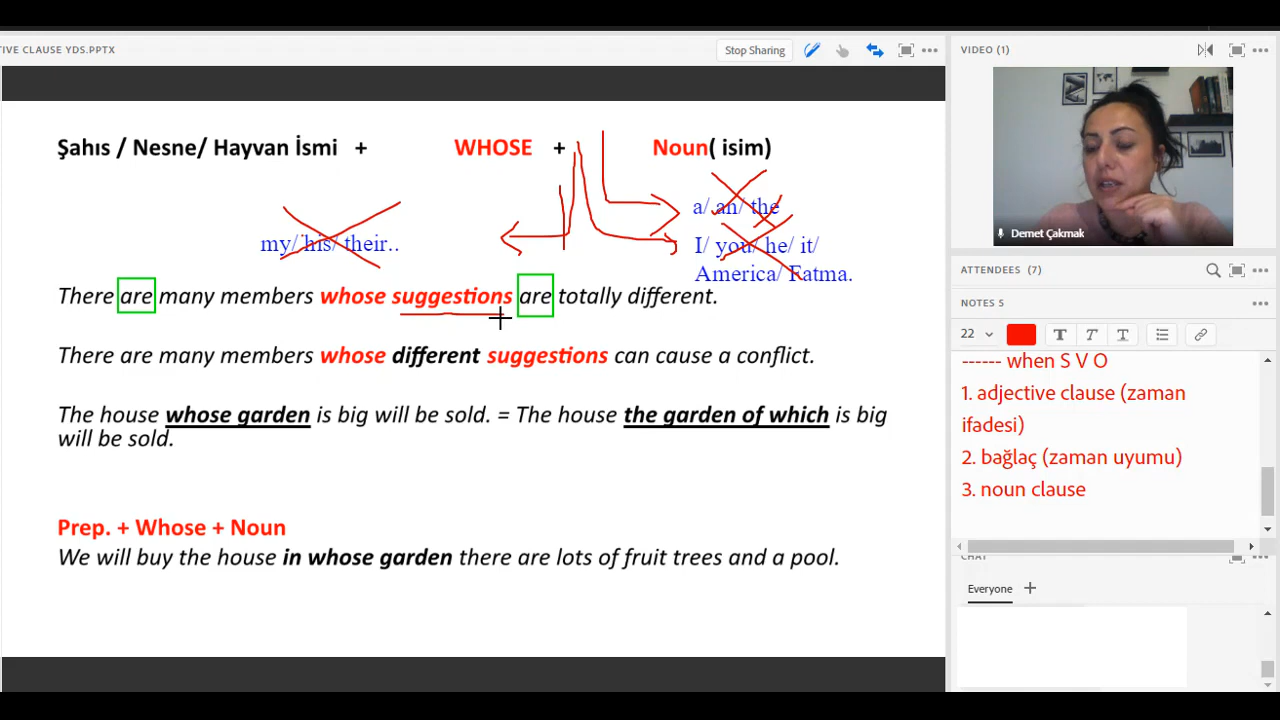 TIVE CLAUSE YDS.PPTX
Stop Sharing
VIDEO (1)
Şahıs / Nesne/ Hayvan İsmi + WHOSE + Noun( isim)
a/ an/ the
my/ his/ their..
I/ you/ he/ it/
America/ Fatma.
There are many members whose suggestions are totally different.
There are many members whose different suggestions can cause a conflict.
The house whose garden is big will be sold. = The house the garden of which is big
will be sold.
Prep. + Whose + Noun
We will buy the house in whose garden there are lots of fruit trees and a pool.
Demet Çakmak
ATTENDEES (7)
NOTES 5
22
T T T
------ when S V O
1. adjective clause (zaman
ifadesi)
2. bağlaç (zaman uyumu)
3. noun clause
CHAT
Everyone